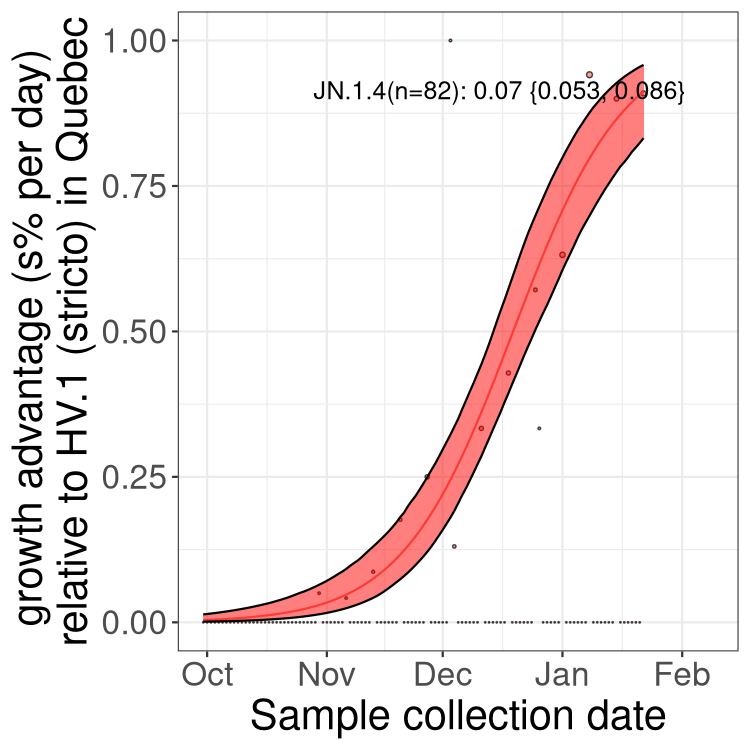 growth advantage (s% per day)
relative to HV.1 (stricto) in Quebec
1.00
0.75
0.50
0.25
0.00
JN.1.4(n=82): 0.07 {0.053, 0.086}
Oct Nov Dec Jan Feb
Sample collection date